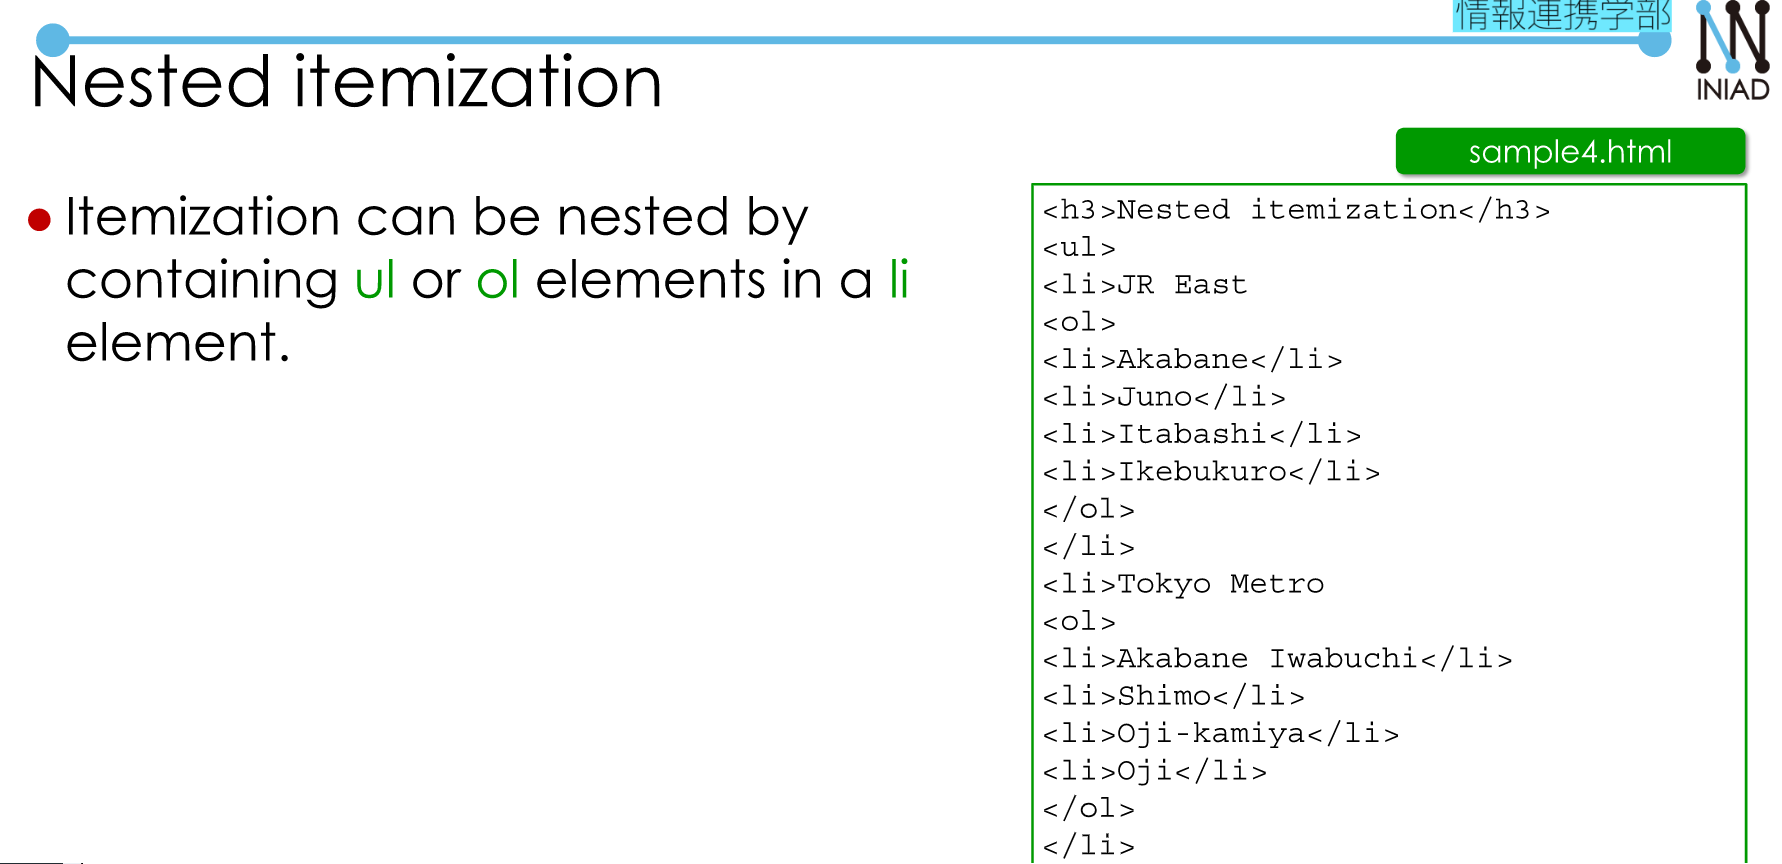 情報連携学部
INIAD
Nested itemization
sample4.html
Itemization can be nested by
containing ul or ol elements in a li
element.
<h3>Nested itemization</h3>
<ul>
<li>JR East
<ol>
<li>Akabane</li>
<li>Juno</li>
<li>Itabashi</li>
<li>Ikebukuro</li>
</ol>
</li>
<li>Tokyo Metro
<ol>
<li>Akabane Iwabuchi</li>
<li>Shimo</li>
<li>Oji-kamiya</li>
<li>Oji</li>
</ol>
</li>